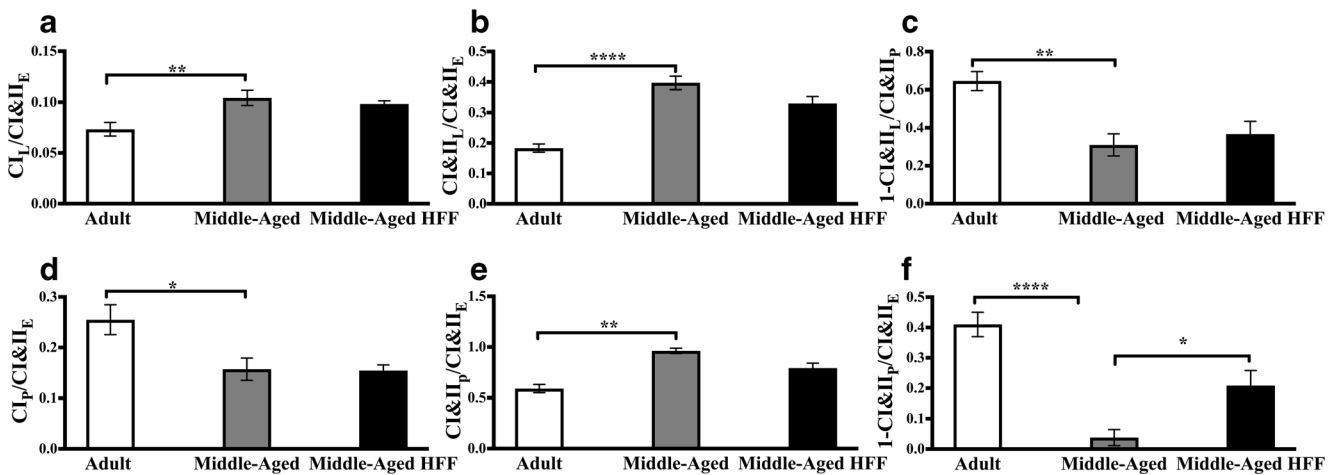 a
CI_L/CI&II_E
0.15
0.10
0.05
0.00
**
Adult Middle-Aged Middle-Aged HFF
b
CI&II_L/CI&II_E
0.5
0.4
0.3
0.2
0.1
0.0
****
Adult Middle-Aged Middle-Aged HFF
c
1-CI&II_L/CI&II_P
0.8
0.6
0.4
0.2
0.0
**
Adult Middle-Aged Middle-Aged HFF
d
CI_P/CI&II_E
0.3
0.2
0.1
0.0
*
Adult Middle-Aged Middle-Aged HFF
e
CI&II_p/CI&II_E
1.5
1.0
0.5
0.0
**
Adult Middle-Aged Middle-Aged HFF
f
1-CI&II_P/CI&II_E
0.5
0.4
0.3
0.2
0.1
0.0
****
*
Adult Middle-Aged Middle-Aged HFF